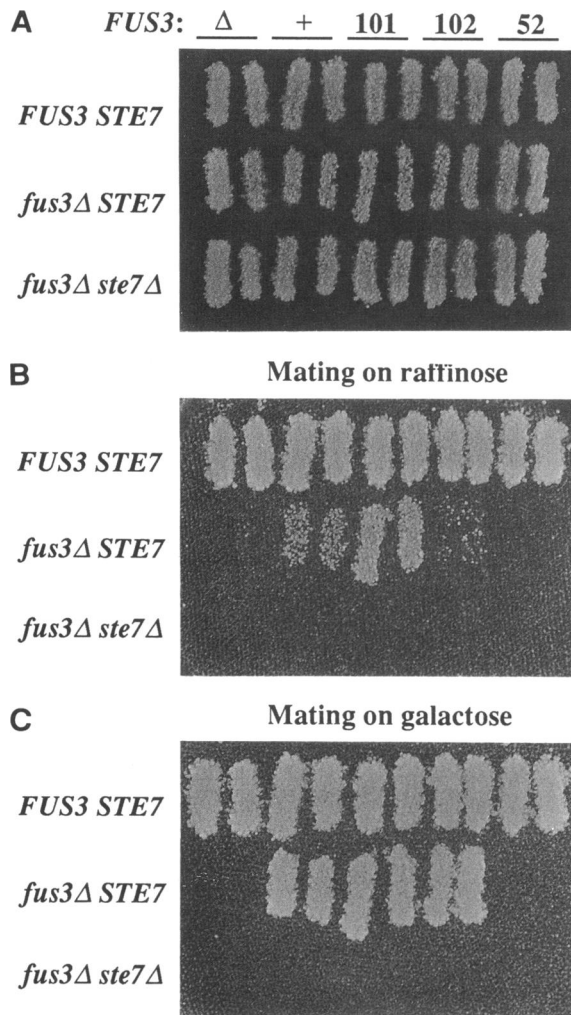 A FUS3: Δ + 101 102 52
FUS3 STE7
fus3Δ STE7
fus3Δ ste7Δ
B Mating on raffinose
FUS3 STE7
fus3Δ STE7
fus3Δ ste7Δ
C Mating on galactose
FUS3 STE7
fus3Δ STE7
fus3Δ ste7Δ